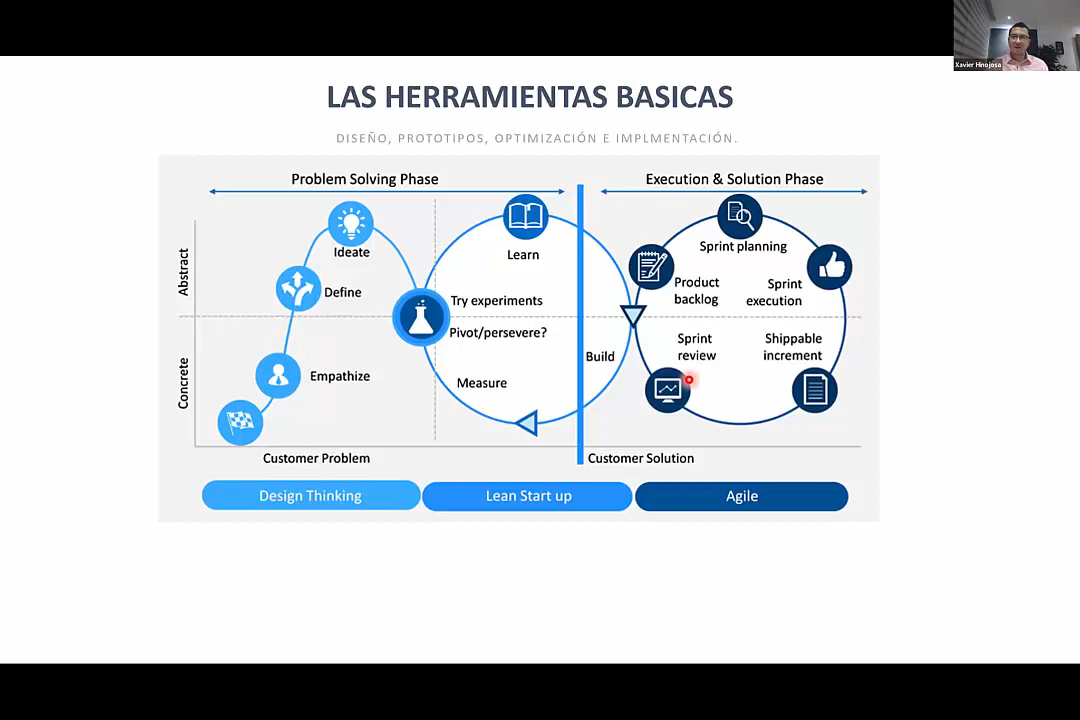 Xavier Hnojosa
LAS HERRAMIENTAS BASICAS
DISEÑO, PROTOTIPOS, OPTIMIZACIÓN E IMPLMENTACIÓN.
Problem Solving Phase
Execution & Solution Phase
Abstract
Concrete
Ideate
Define
Empathize
Learn
Try experiments
Pivot/persevere?
Measure
Build
Sprint planning
Product
backlog
Sprint
execution
Sprint
review
Shippable
increment
Customer Problem
Customer Solution
Design Thinking
Lean Start up
Agile